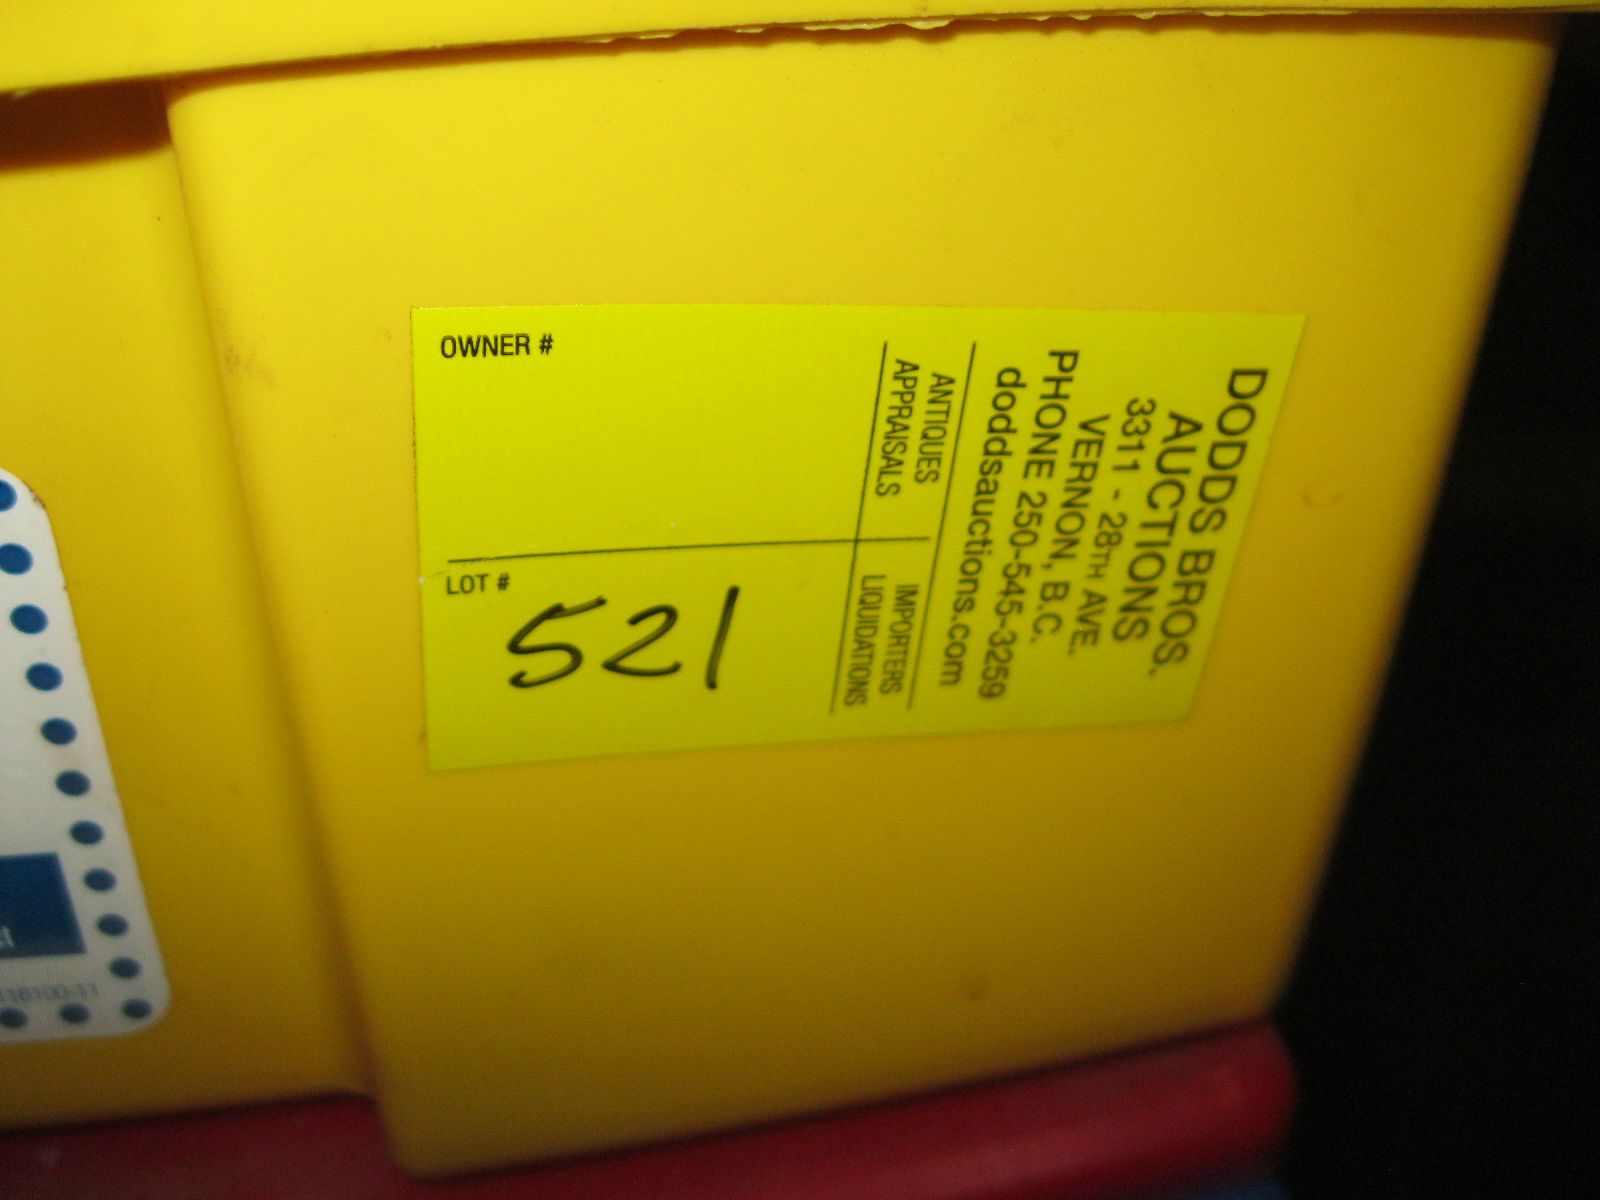 OWNER #
LOT #
521
DODDS BROS.
AUCTIONS
3311 - 28TH AVE.
VERNON, B.C.
PHONE 250-545-3259
doddsauctions.com
ANTIQUES
APPRAISALS
IMPORTERS
LIQUIDATIONS